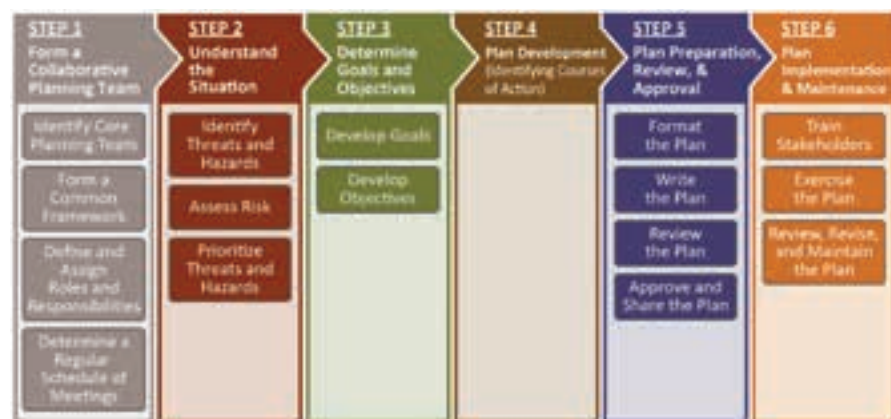 STEP 1
Form a
Collaborative
Planning Team
Identify Core
Planning Team
Form a
Common
Framework
Define and
Assign
Roles and
Responsibilities
Determine a
Regular
Schedule of
Meetings
STEP 2
Understand
the
Situation
Identify
Threats and
Hazards
Assess Risk
Prioritize
Threats and
Hazards
STEP 3
Determine
Goals and
Objectives
Develop Goals
Develop
Objectives
STEP 4
Plan Development
(Identifying Courses
of Action)
STEP 5
Plan Preparation,
Review, &
Approval
Format
the Plan
Write
the Plan
Review
the Plan
Approve and
Share the Plan
STEP 6
Plan
Implementation
& Maintenance
Train
Stakeholders
Exercise
the Plan
Review, Revise,
and Maintain
the Plan